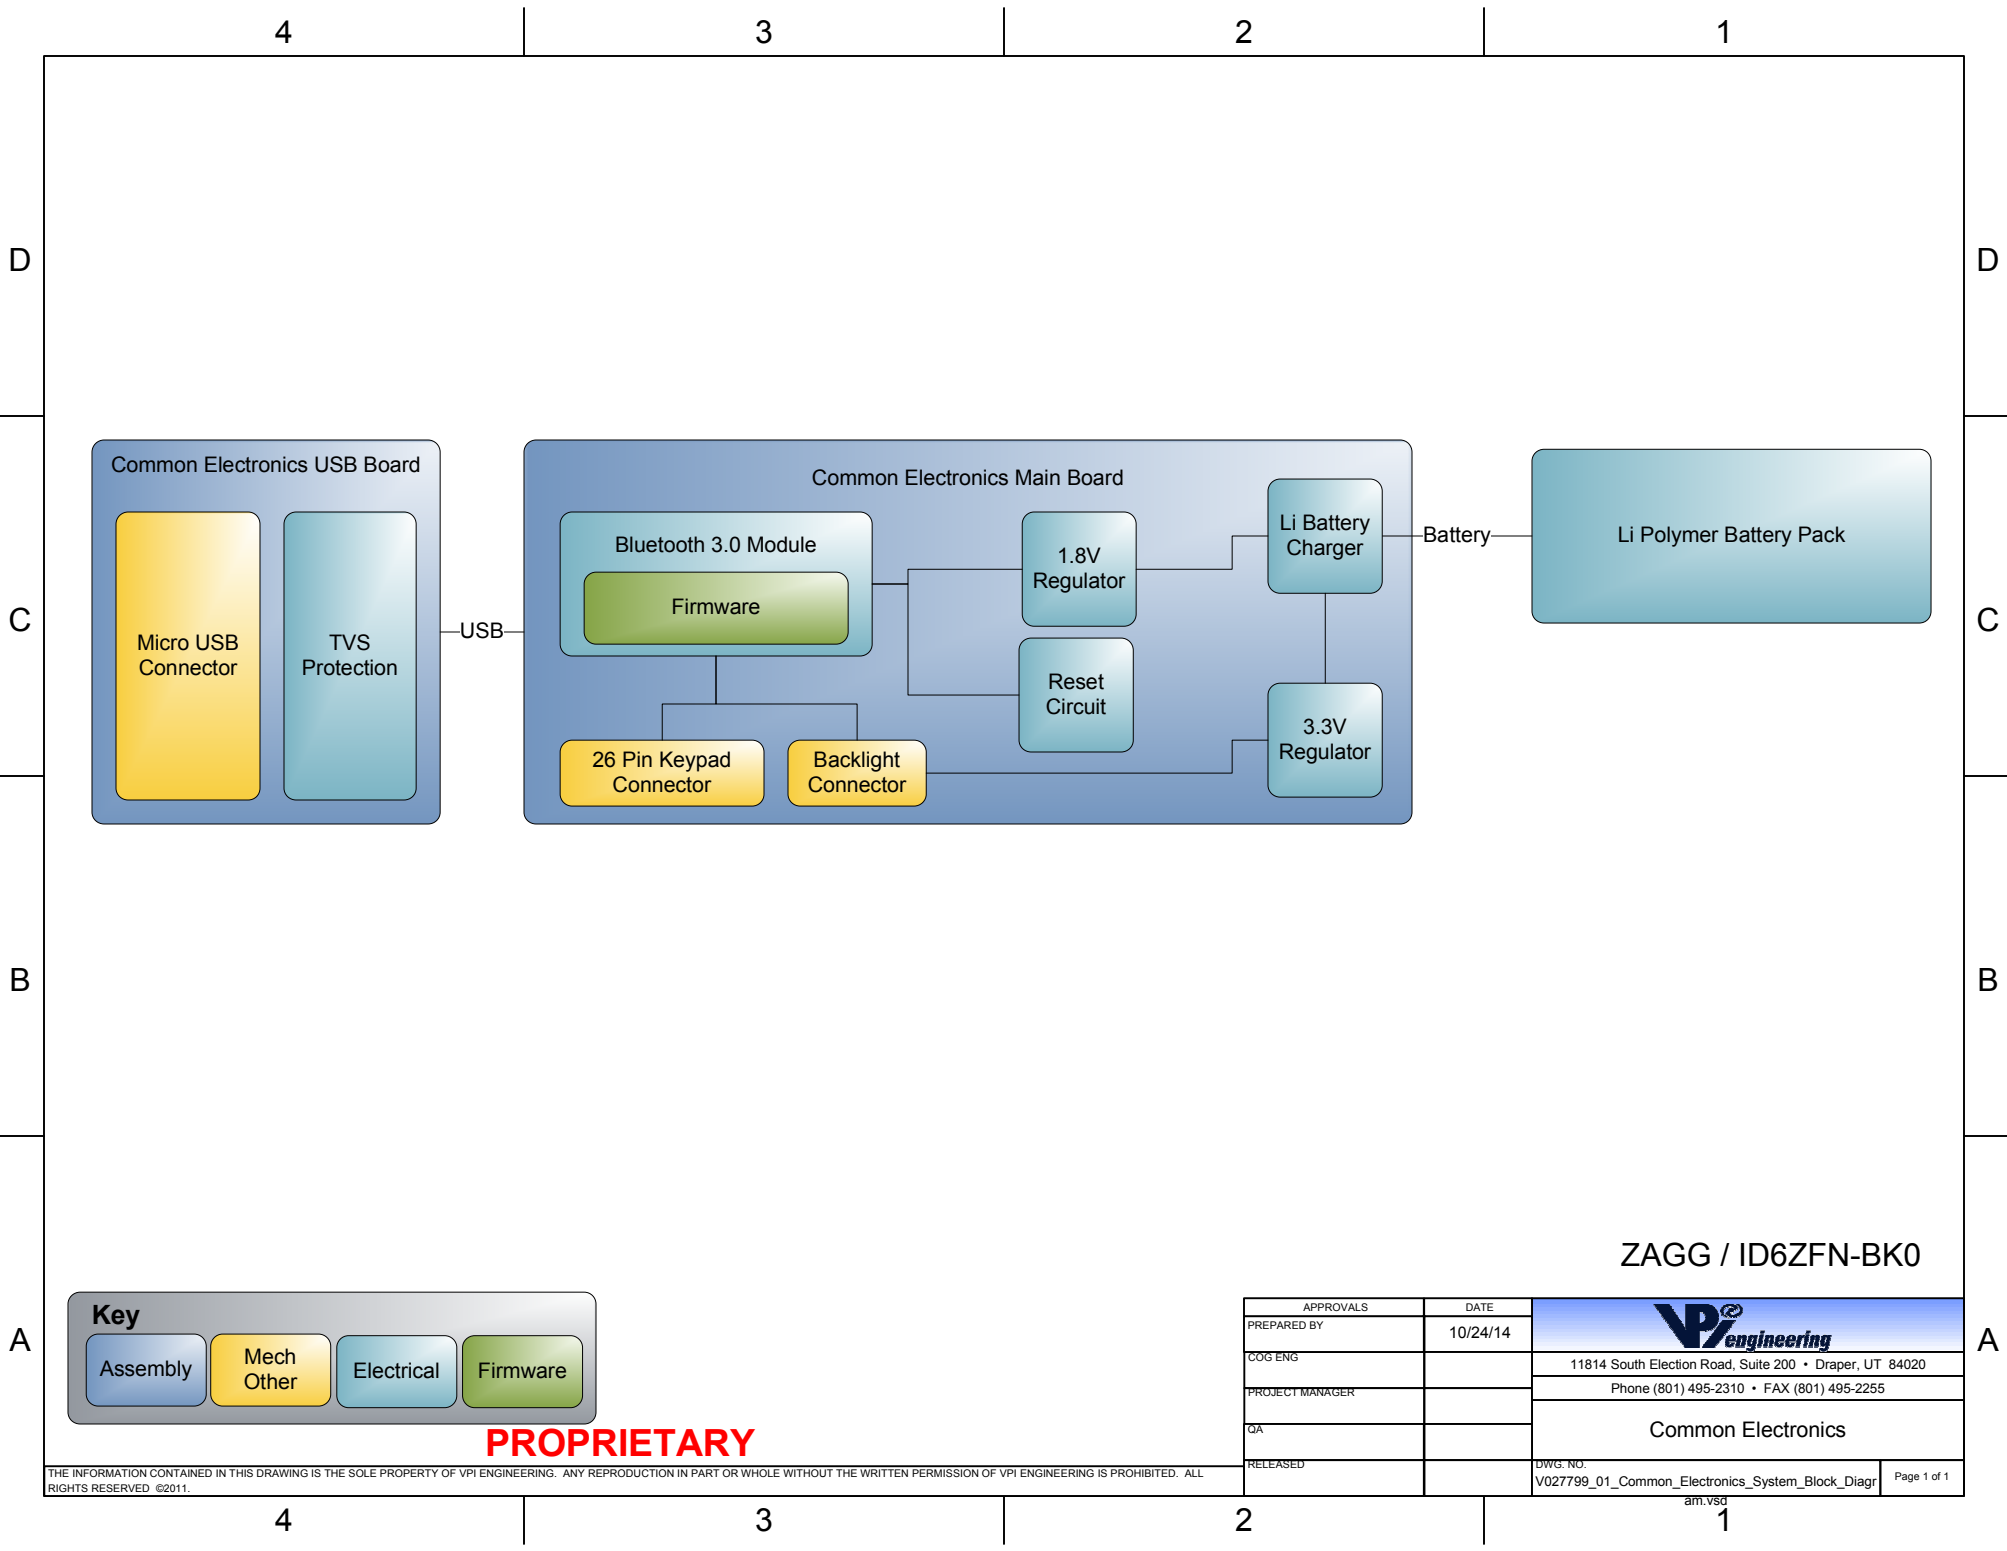 4 3 2 1
D D
Common Electronics USB Board
Micro USB
Connector
TVS
Protection
USB
Common Electronics Main Board
Bluetooth 3.0 Module
Firmware
1.8V
Regulator
Li Battery
Charger
Reset
Circuit
3.3V
Regulator
26 Pin Keypad
Connector
Backlight
Connector
Battery
Li Polymer Battery Pack
C C
B B
ZAGG / ID6ZFN-BK0
A A
Key
Assembly
Mech
Other
Electrical
Firmware
PROPRIETARY
THE INFORMATION CONTAINED IN THIS DRAWING IS THE SOLE PROPERTY OF VPI ENGINEERING. ANY REPRODUCTION IN PART OR WHOLE WITHOUT THE WRITTEN PERMISSION OF VPI ENGINEERING IS PROHIBITED. ALL
RIGHTS RESERVED ©2011.
APPROVALS DATE
PREPARED BY 10/24/14
COG ENG
PROJECT MANAGER
QA
RELEASED
VPi engineering
11814 South Election Road, Suite 200 • Draper, UT 84020
Phone (801) 495-2310 • FAX (801) 495-2255
Common Electronics
DWG. NO.
V027799_01_Common_Electronics_System_Block_Diagr
am.vsd
Page 1 of 1
4 3 2 1